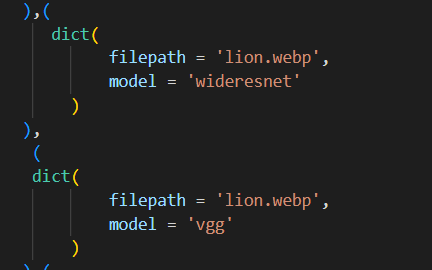 ),(
dict(
filepath = 'lion.webp',
model = 'wideresnet'
)
),
(
dict(
filepath = 'lion.webp',
model = 'vgg'
)
),(